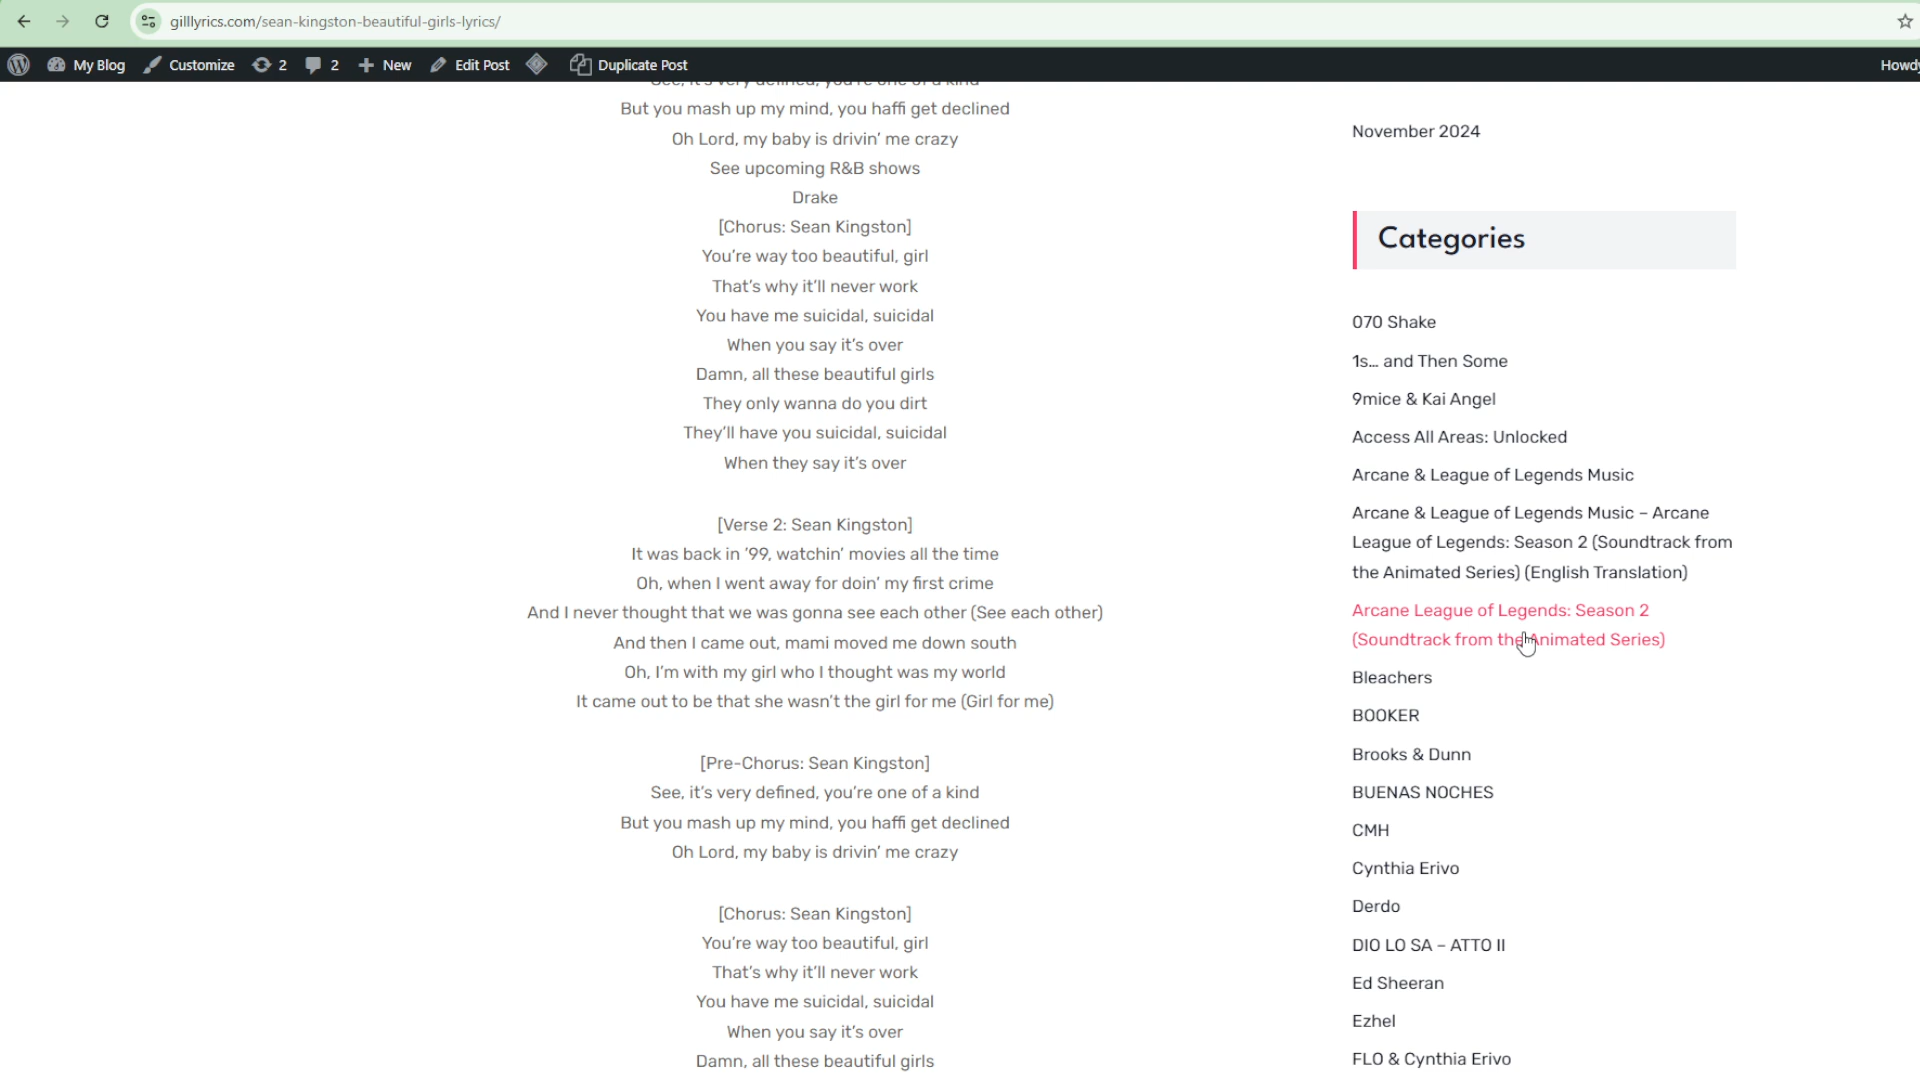 gilllyrics.com/sean-kingston-beautiful-girls-lyrics/
My Blog Customize 2 2 New Edit Post Duplicate Post Howdy
See, it's very defined, you're one of a kind
But you mash up my mind, you haffi get declined
Oh Lord, my baby is drivin' me crazy
See upcoming R&B shows
Drake
[Chorus: Sean Kingston]
You're way too beautiful, girl
That's why it'll never work
You have me suicidal, suicidal
When you say it's over
Damn, all these beautiful girls
They only wanna do you dirt
They'll have you suicidal, suicidal
When they say it's over
[Verse 2: Sean Kingston]
It was back in '99, watchin' movies all the time
Oh, when I went away for doin' my first crime
And I never thought that we was gonna see each other (See each other)
And then I came out, mami moved me down south
Oh, I'm with my girl who I thought was my world
It came out to be that she wasn't the girl for me (Girl for me)
[Pre-Chorus: Sean Kingston]
See, it's very defined, you're one of a kind
But you mash up my mind, you haffi get declined
Oh Lord, my baby is drivin' me crazy
[Chorus: Sean Kingston]
You're way too beautiful, girl
That's why it'll never work
You have me suicidal, suicidal
When you say it's over
Damn, all these beautiful girls
November 2024
Categories
070 Shake
1s… and Then Some
9mice & Kai Angel
Access All Areas: Unlocked
Arcane & League of Legends Music
Arcane & League of Legends Music – Arcane
League of Legends: Season 2 (Soundtrack from
the Animated Series) (English Translation)
Arcane League of Legends: Season 2
(Soundtrack from the Animated Series)
Bleachers
BOOKER
Brooks & Dunn
BUENAS NOCHES
CMH
Cynthia Erivo
Derdo
DIO LO SA – ATTO II
Ed Sheeran
Ezhel
FLO & Cynthia Erivo